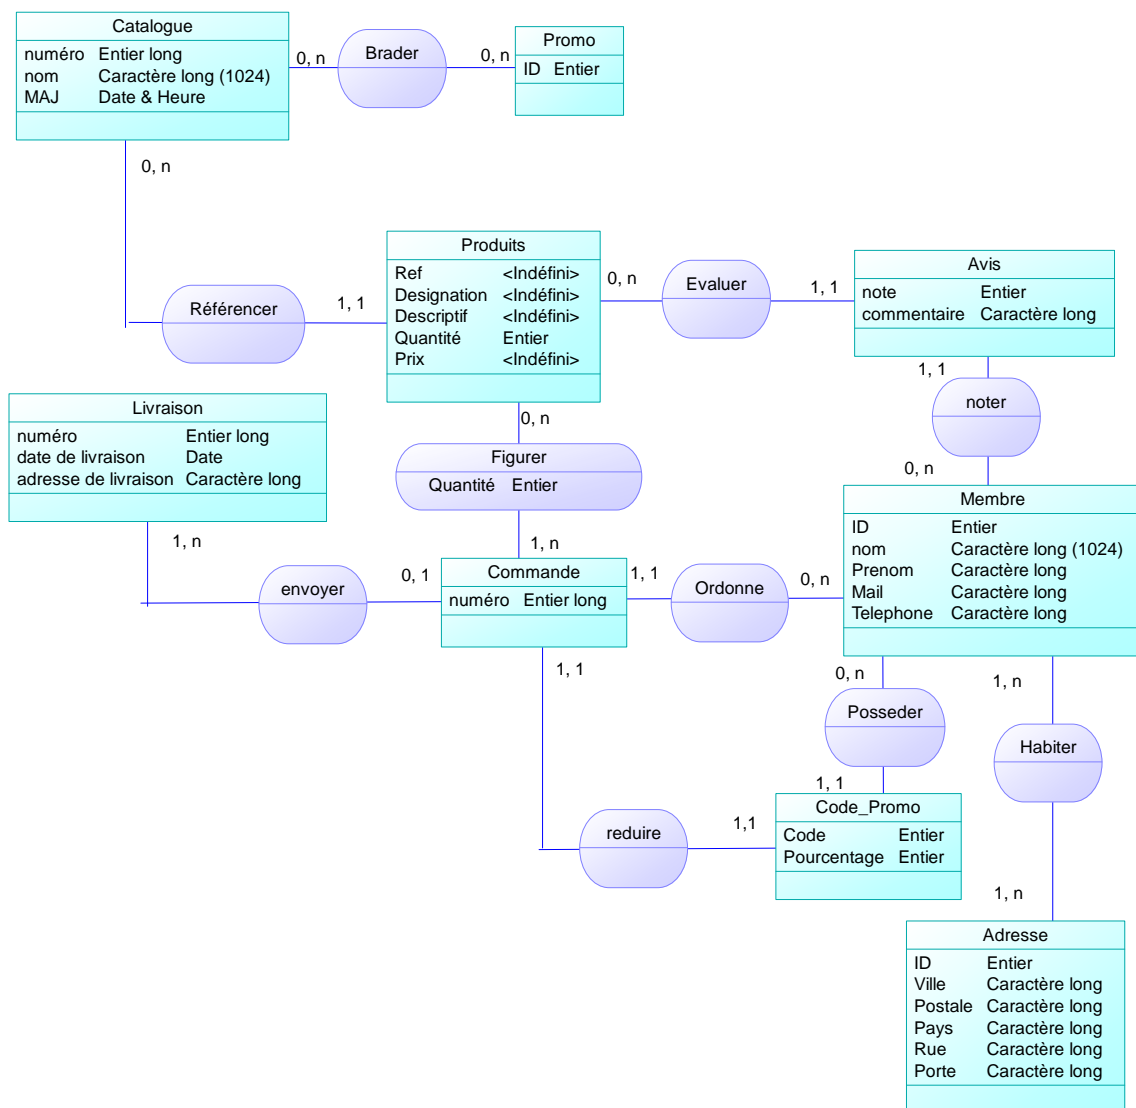 Catalogue
numéro Entier long
nom Caractère long (1024)
MAJ Date & Heure
0, n
Brader
0, n
Promo
ID Entier
0, n
Référencer
1, 1
Produits
Ref <Indéfini>
Designation <Indéfini>
Descriptif <Indéfini>
Quantité Entier
Prix <Indéfini>
0, n
Evaluer
1, 1
Avis
note Entier
commentaire Caractère long
1, 1
noter
0, n
Livraison
numéro Entier long
date de livraison Date
adresse de livraison Caractère long
0, n
Figurer
Quantité Entier
1, n
1, n
envoyer
0, 1
Commande
numéro Entier long
1, 1
Ordonne
0, n
Membre
ID Entier
nom Caractère long (1024)
Prenom Caractère long
Mail Caractère long
Telephone Caractère long
1, 1
0, n
Posseder
1, 1
1, n
Habiter
1, n
reduire
1,1
Code_Promo
Code Entier
Pourcentage Entier
Adresse
ID Entier
Ville Caractère long
Postale Caractère long
Pays Caractère long
Rue Caractère long
Porte Caractère long